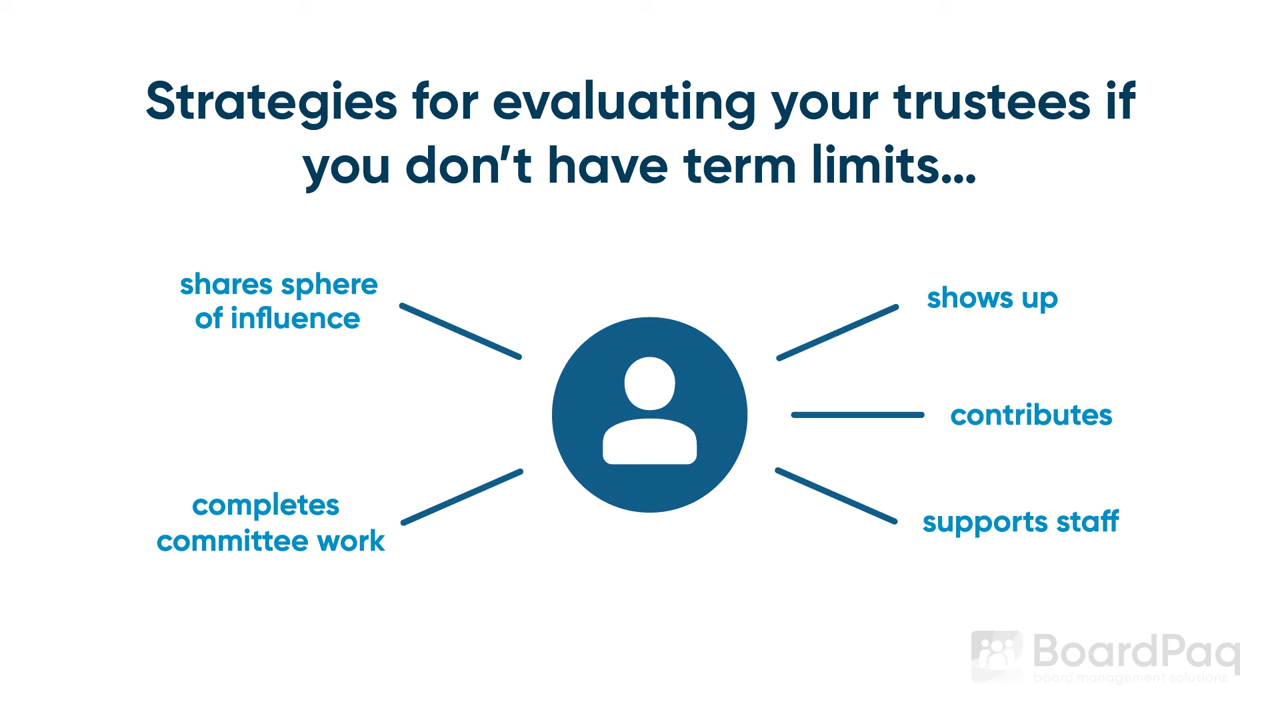 Strategies for evaluating your trustees if
you don’t have term limits...
shares sphere
of influence
shows up
contributes
completes
committee work
supports staff
BoardPaq
board management solutions